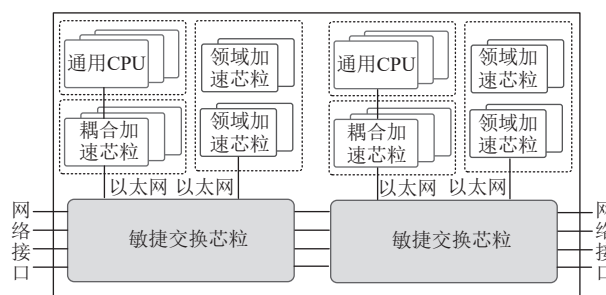 通用CPU
领域加
速芯粒
通用CPU
领域加
速芯粒
耦合加
速芯粒
领域加
速芯粒
耦合加
速芯粒
领域加
速芯粒
以太网
以太网
以太网
以太网
网络接口
敏捷交换芯粒
敏捷交换芯粒
网络接口